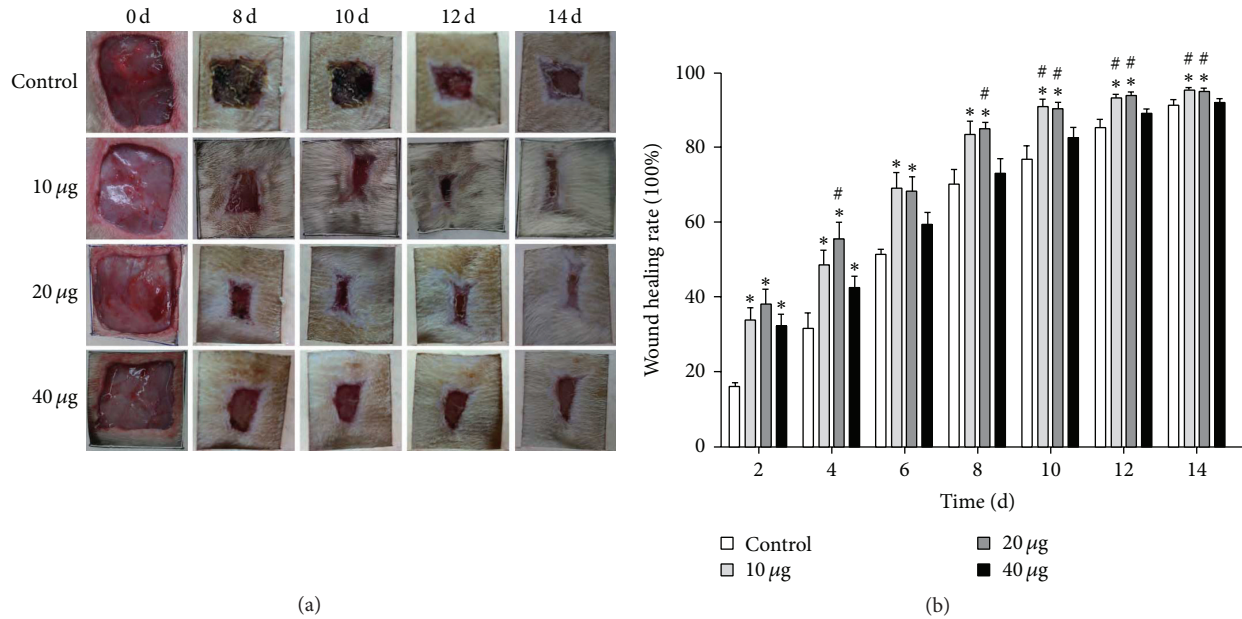 (a)
0 d 8 d 10 d 12 d 14 d
Control
10 μg
20 μg
40 μg
Wound healing rate (100%)
100
80
60
40
20
0
* * *
* # * *
* *
* # *
# * # *
# * # *
# * # *
2 4 6 8 10 12 14
Time (d)
Control
10 μg
20 μg
40 μg
(a)
(b)